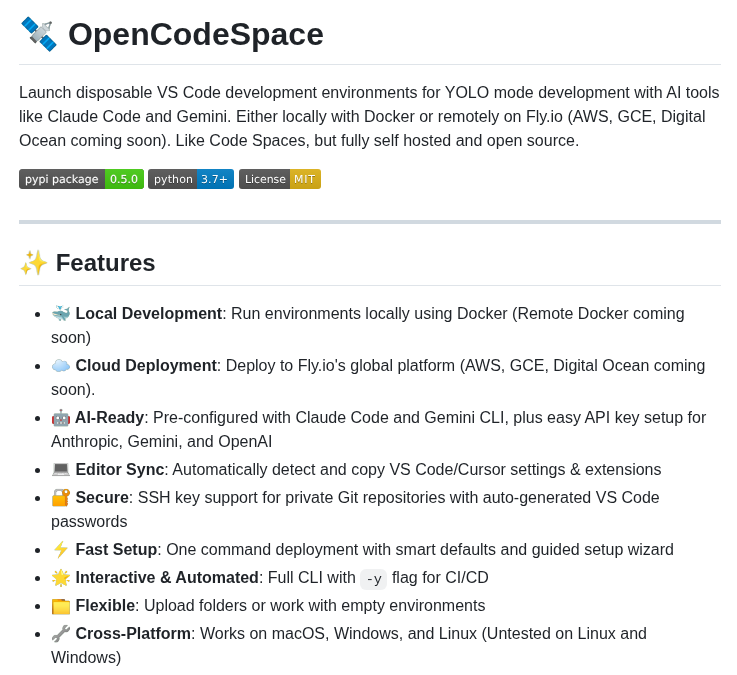 OpenCodeSpace
Launch disposable VS Code development environments for YOLO mode development with AI tools
like Claude Code and Gemini. Either locally with Docker or remotely on Fly.io (AWS, GCE, Digital
Ocean coming soon). Like Code Spaces, but fully self hosted and open source.
pypi package 0.5.0 python 3.7+ License MIT
✨ Features
• 🐳 Local Development: Run environments locally using Docker (Remote Docker coming
soon)
• ☁️ Cloud Deployment: Deploy to Fly.io's global platform (AWS, GCE, Digital Ocean coming
soon).
• 🤖 AI-Ready: Pre-configured with Claude Code and Gemini CLI, plus easy API key setup for
Anthropic, Gemini, and OpenAI
• 💻 Editor Sync: Automatically detect and copy VS Code/Cursor settings & extensions
• 🔐 Secure: SSH key support for private Git repositories with auto-generated VS Code
passwords
• ⚡ Fast Setup: One command deployment with smart defaults and guided setup wizard
• 🌟 Interactive & Automated: Full CLI with -y flag for CI/CD
• 🗂️ Flexible: Upload folders or work with empty environments
• 🔧 Cross-Platform: Works on macOS, Windows, and Linux (Untested on Linux and
Windows)